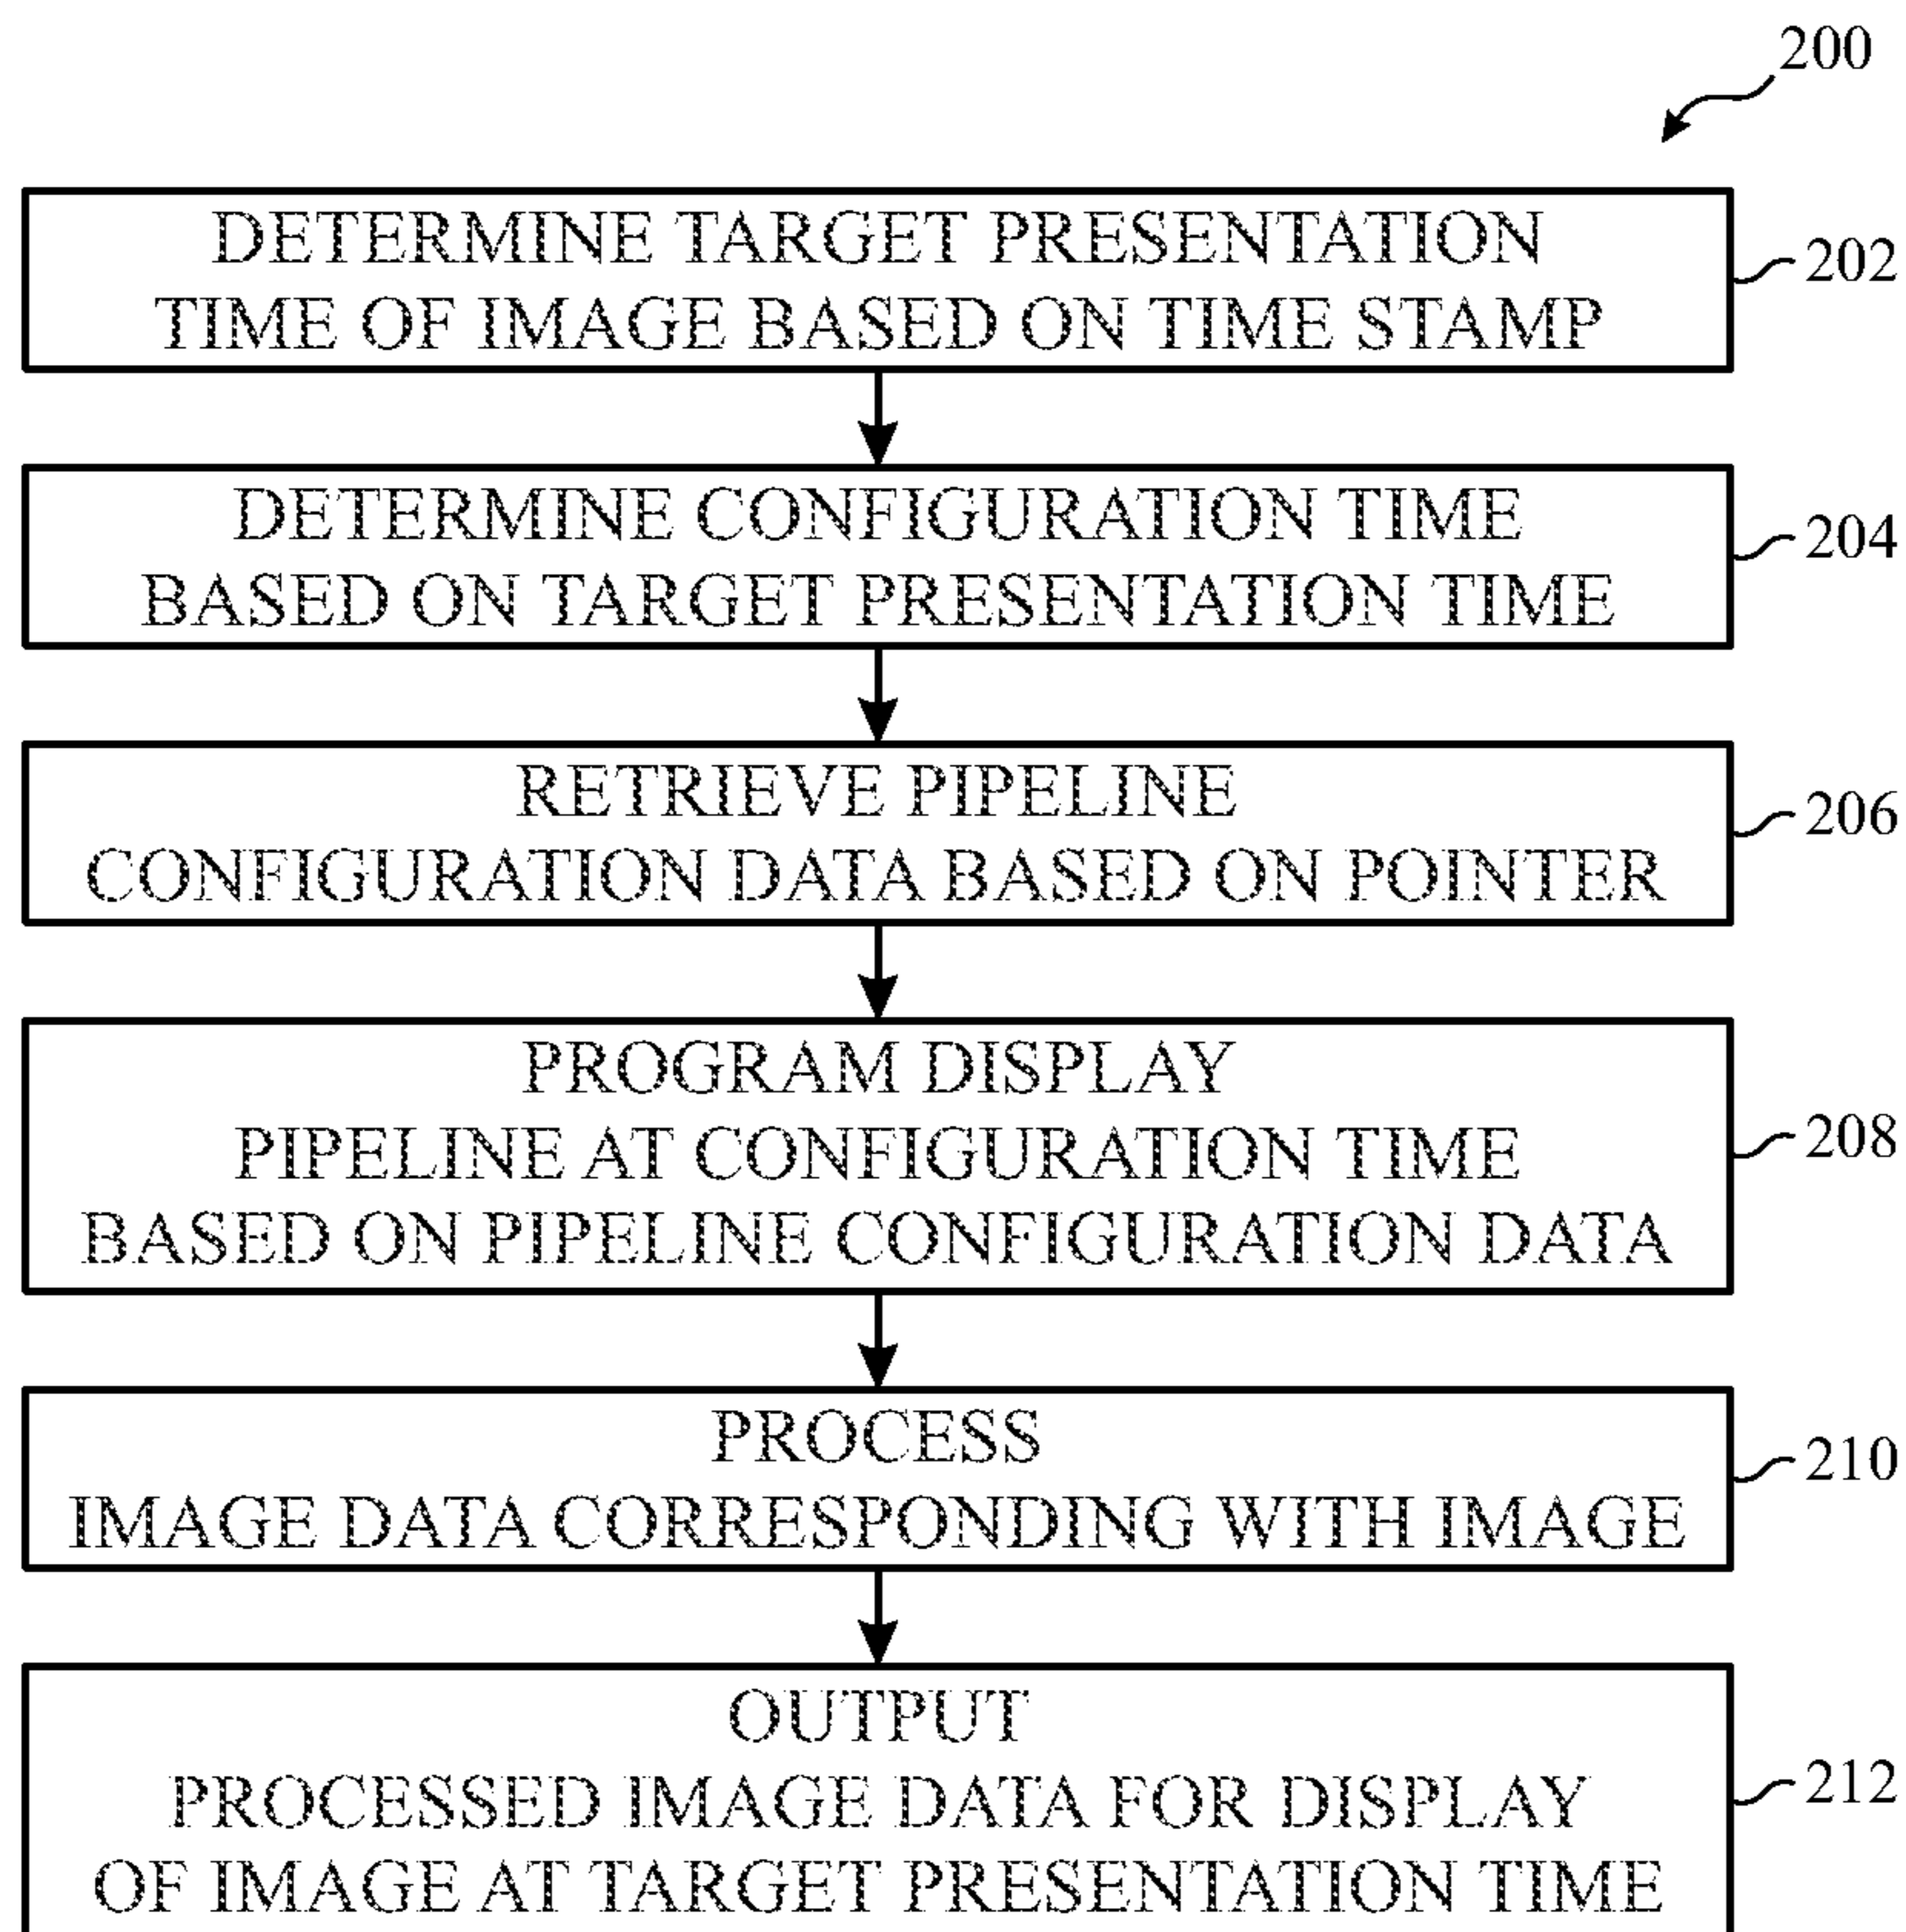 200
DETERMINE TARGET PRESENTATION
TIME OF IMAGE BASED ON TIME STAMP
202
DETERMINE CONFIGURATION TIME
BASED ON TARGET PRESENTATION TIME
204
RETRIEVE PIPELINE
CONFIGURATION DATA BASED ON POINTER
206
PROGRAM DISPLAY
PIPELINE AT CONFIGURATION TIME
BASED ON PIPELINE CONFIGURATION DATA
208
PROCESS
IMAGE DATA CORRESPONDING WITH IMAGE
210
OUTPUT
PROCESSED IMAGE DATA FOR DISPLAY
OF IMAGE AT TARGET PRESENTATION TIME
212